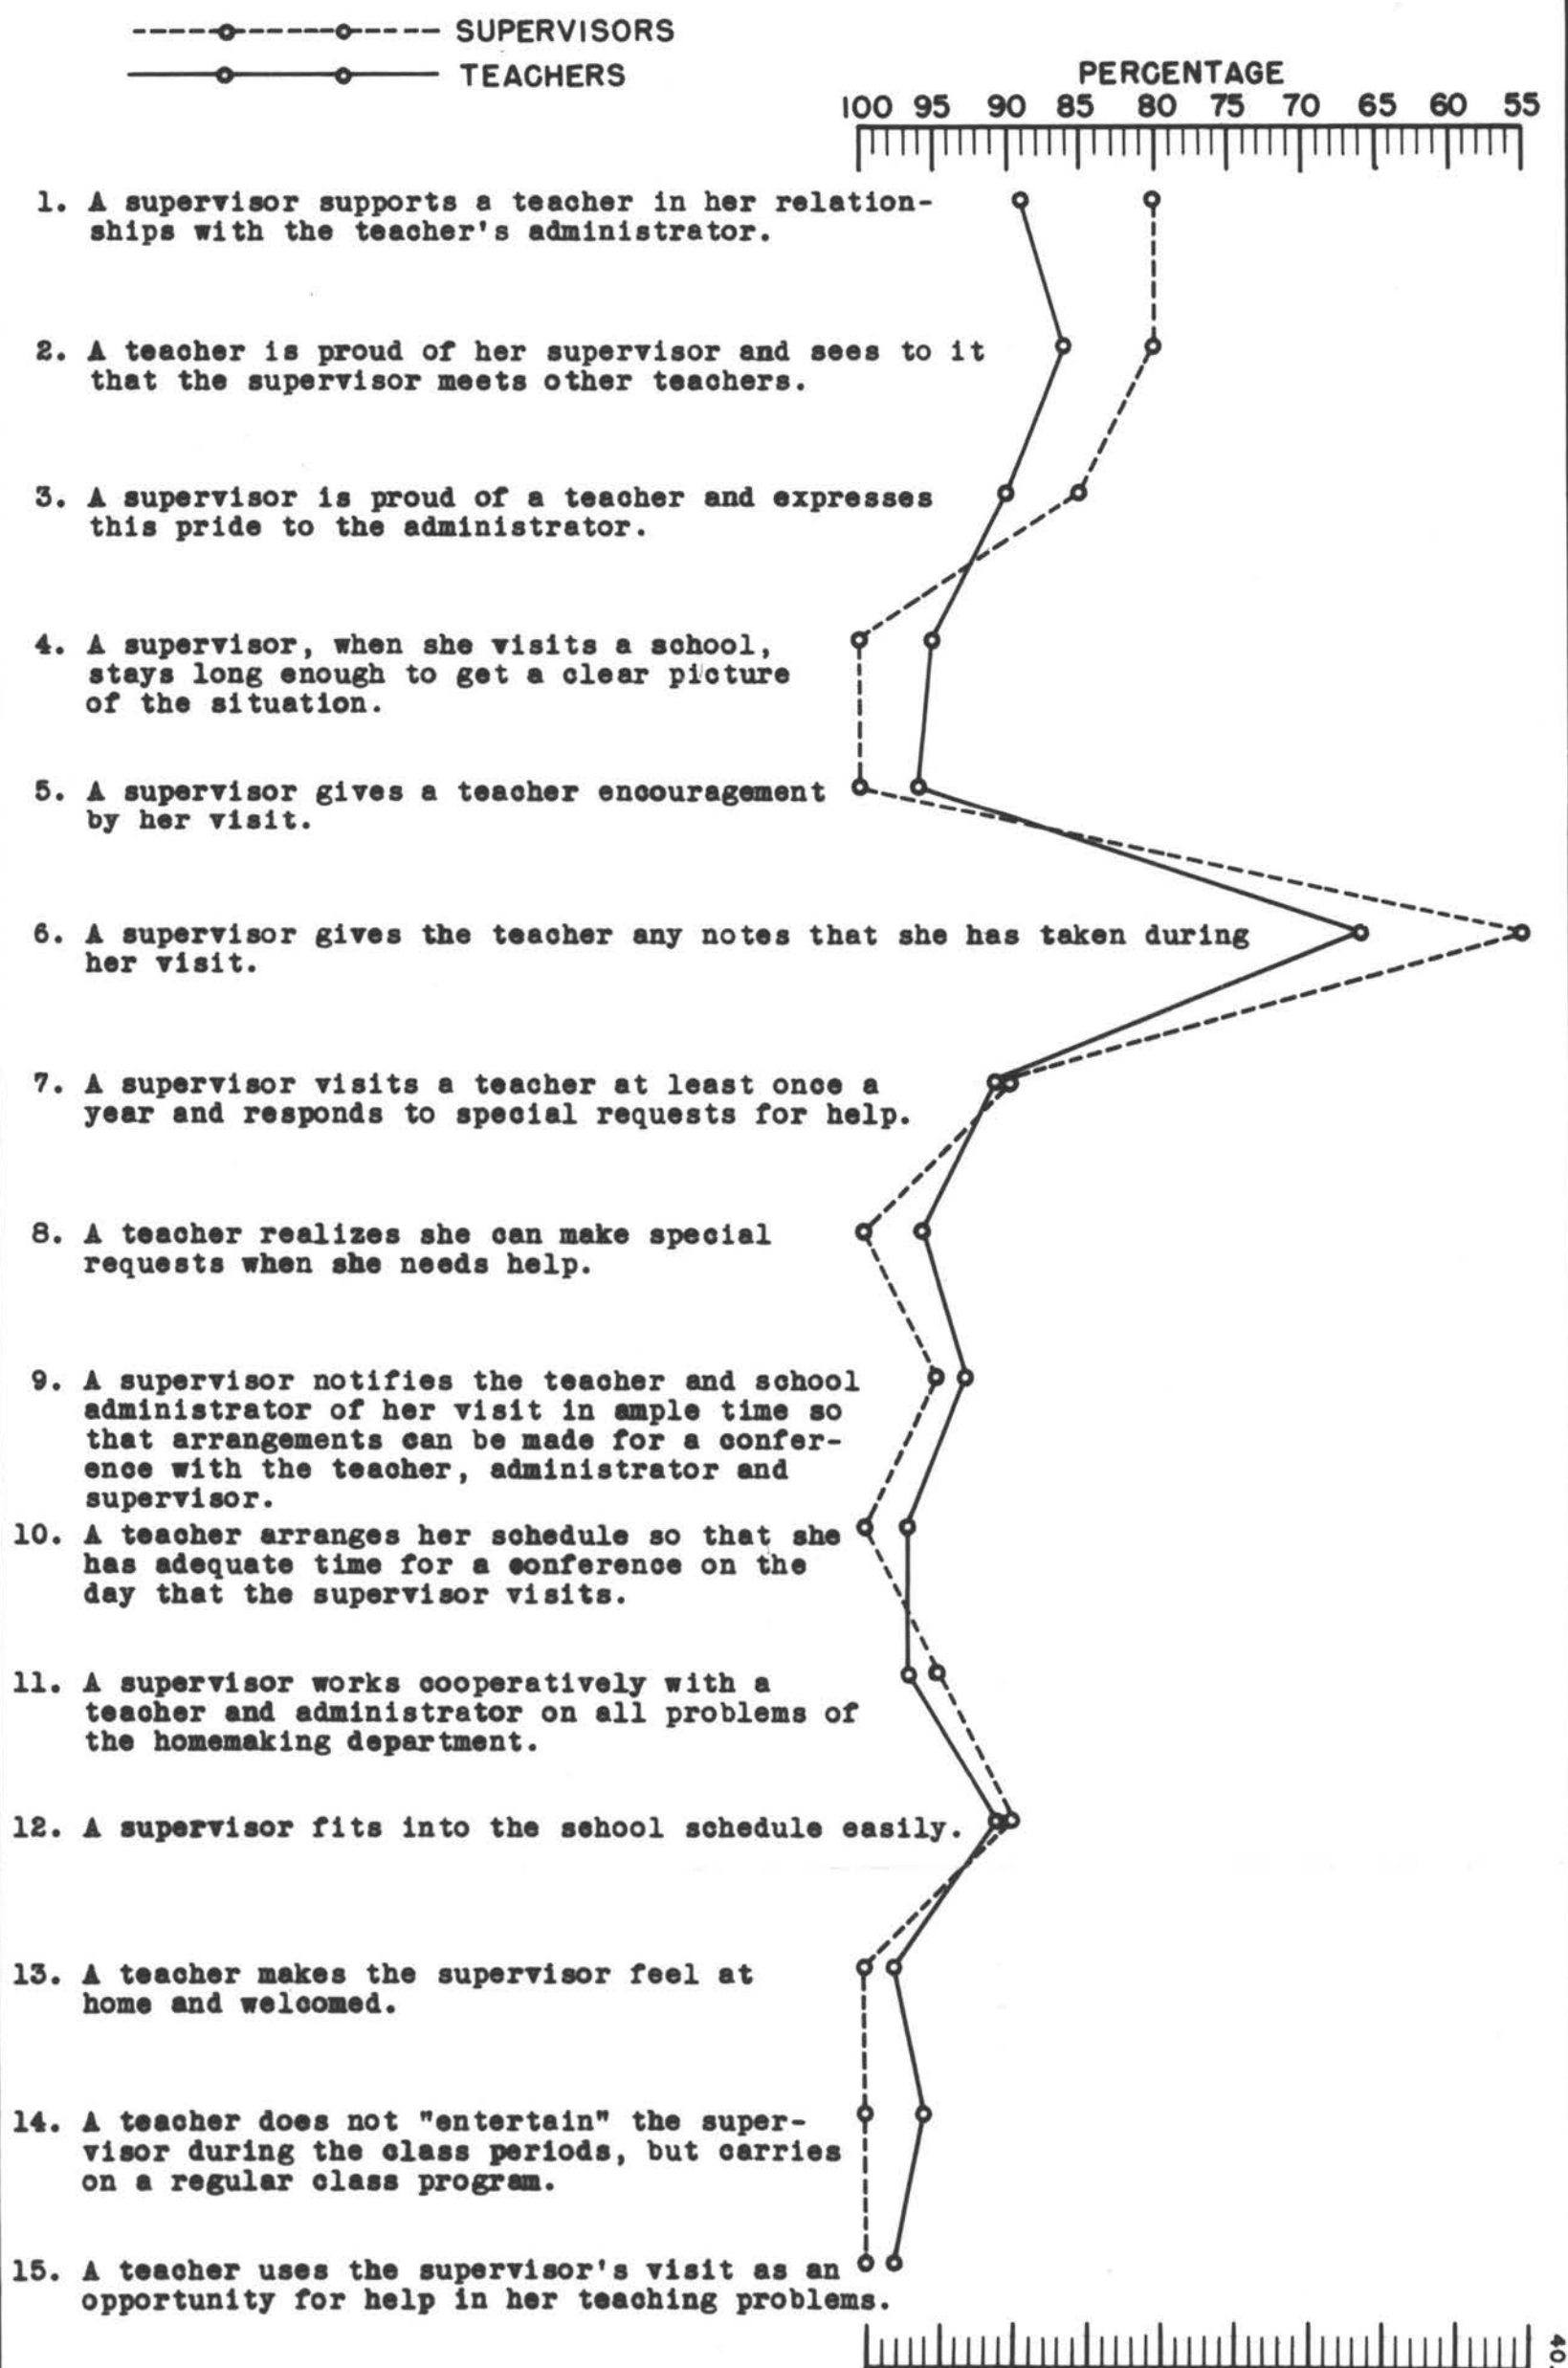 SUPERVISORS
TEACHERS
PERCENTAGE
100 95 90 85 80 75 70 65 60 55
1. A supervisor supports a teacher in her relation-
ships with the teacher's administrator.
2. A teacher is proud of her supervisor and sees to it
that the supervisor meets other teachers.
3. A supervisor is proud of a teacher and expresses
this pride to the administrator.
4. A supervisor, when she visits a school,
stays long enough to get a clear picture
of the situation.
5. A supervisor gives a teacher encouragement
by her visit.
6. A supervisor gives the teacher any notes that she has taken during
her visit.
7. A supervisor visits a teacher at least once a
year and responds to special requests for help.
8. A teacher realizes she can make special
requests when she needs help.
9. A supervisor notifies the teacher and school
administrator of her visit in ample time so
that arrangements can be made for a confer-
ence with the teacher, administrator and
supervisor.
10. A teacher arranges her schedule so that she
has adequate time for a conference on the
day that the supervisor visits.
11. A supervisor works cooperatively with a
teacher and administrator on all problems of
the homemaking department.
12. A supervisor fits into the school schedule easily.
13. A teacher makes the supervisor feel at
home and welcomed.
14. A teacher does not "entertain" the super-
visor during the class periods, but carries
on a regular class program.
15. A teacher uses the supervisor's visit as an
opportunity for help in her teaching problems.